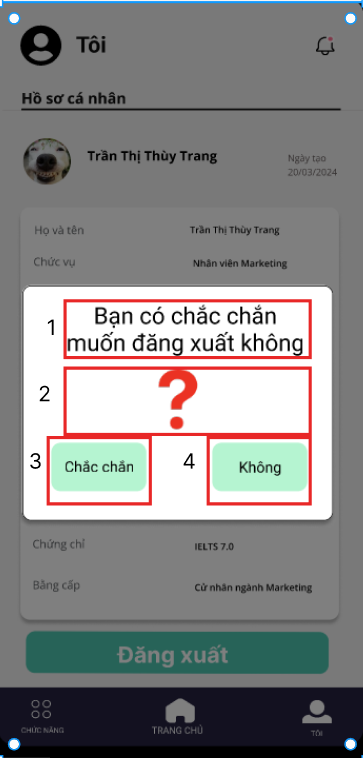 Tôi
Hồ sơ cá nhân
Trần Thị Thùy Trang
Ngày tạo
20/03/2024
Họ và tên
Trần Thị Thùy Trang
Chức vụ
Nhân viên Marketing
1
Bạn có chắc chắn
muốn đăng xuất không
2
?
3
Chắc chắn
4
Không
Chứng chỉ
IELTS 7.0
Bằng cấp
Cử nhân ngành Marketing
Đăng xuất
CHỨC NĂNG
TRANG CHỦ
TÔI